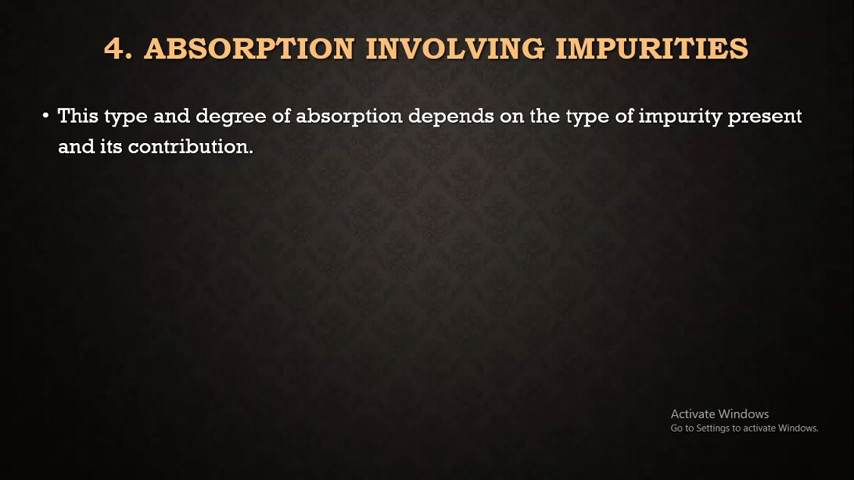 4. ABSORPTION INVOLVING IMPURITIES
• This type and degree of absorption depends on the type of impurity present
and its contribution.
Activate Windows
Go to Settings to activate Windows.